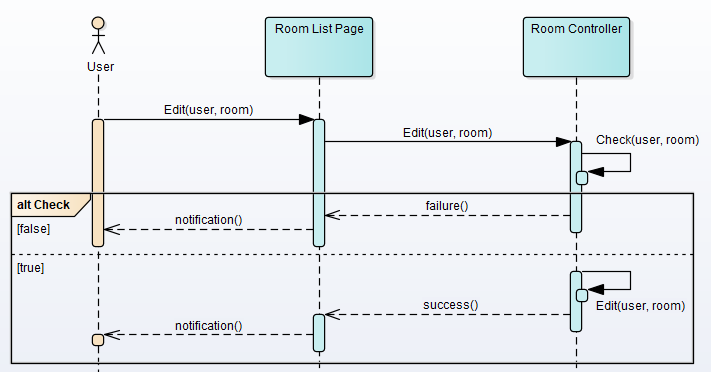 Room List Page
Room Controller
User
Edit(user, room)
Edit(user, room)
Check(user, room)
alt Check
failure()
notification()
[false]
[true]
success()
Edit(user, room)
notification()